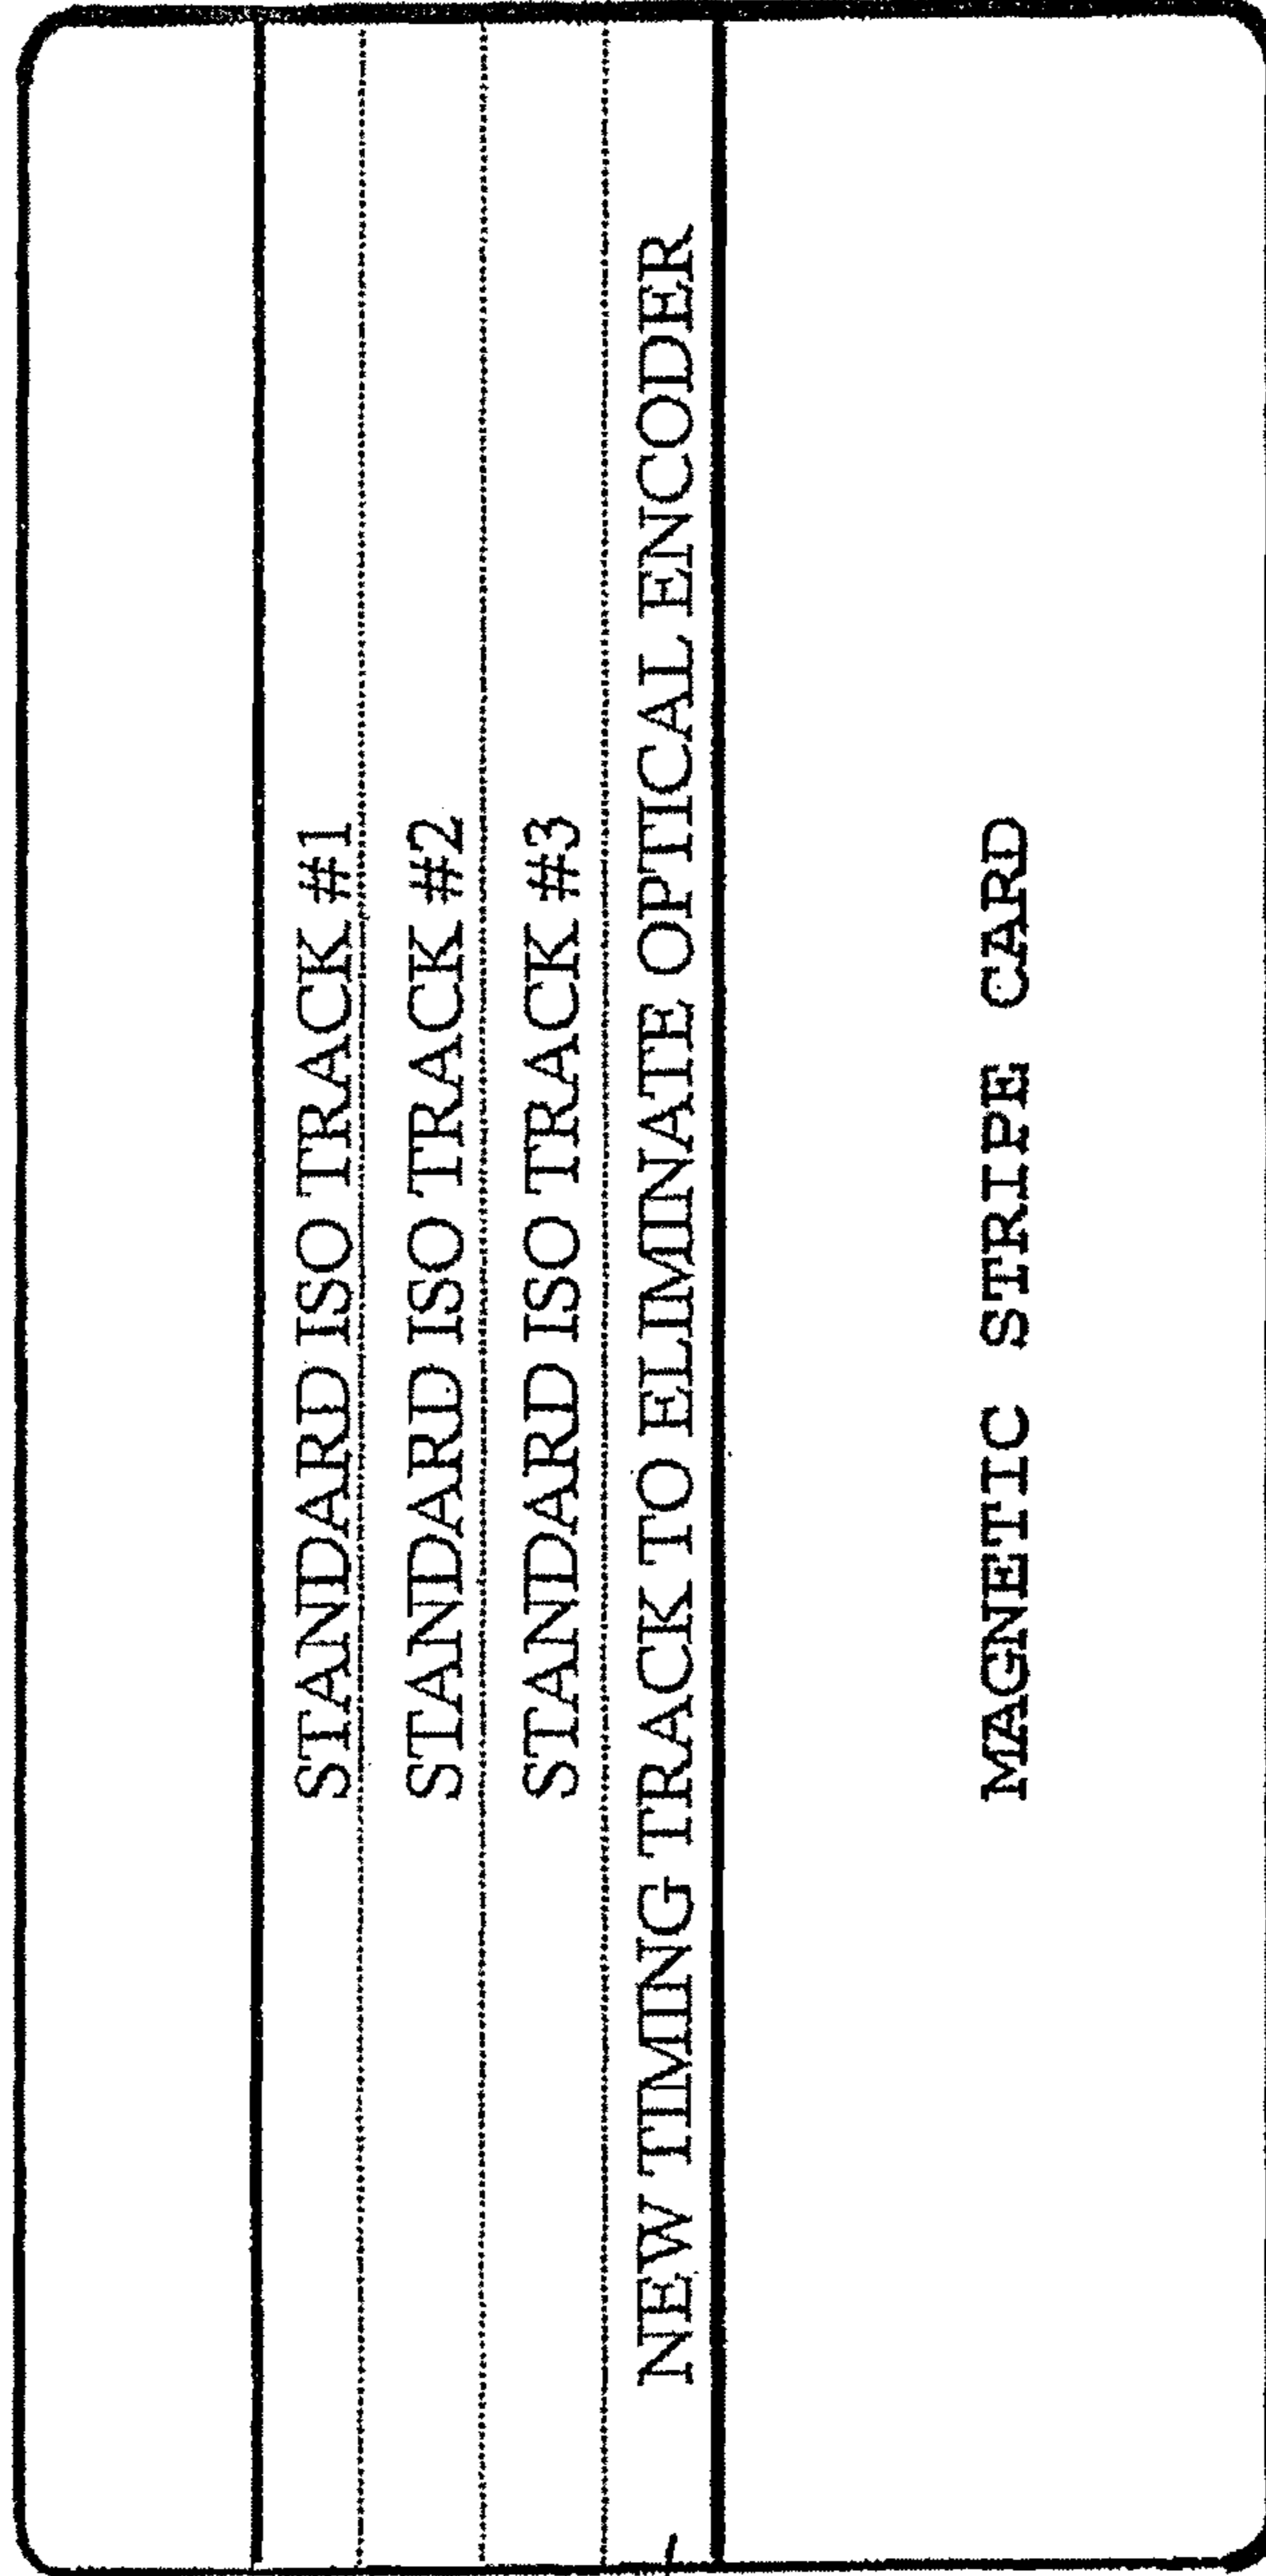 STANDARD ISO TRACK #1
STANDARD ISO TRACK #2
STANDARD ISO TRACK #3
NEW TIMING TRACK TO ELIMINATE OPTICAL ENCODER
MAGNETIC STRIPE CARD